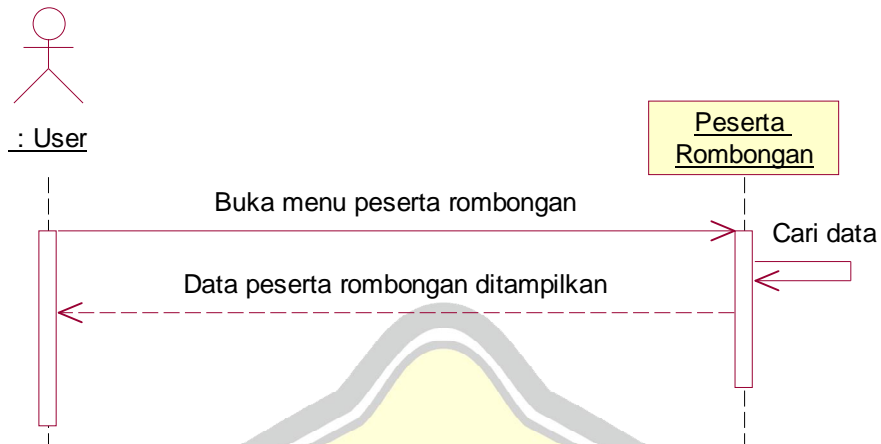 : User
Peserta
Rombongan
Buka menu peserta rombongan
Cari data
Data peserta rombongan ditampilkan